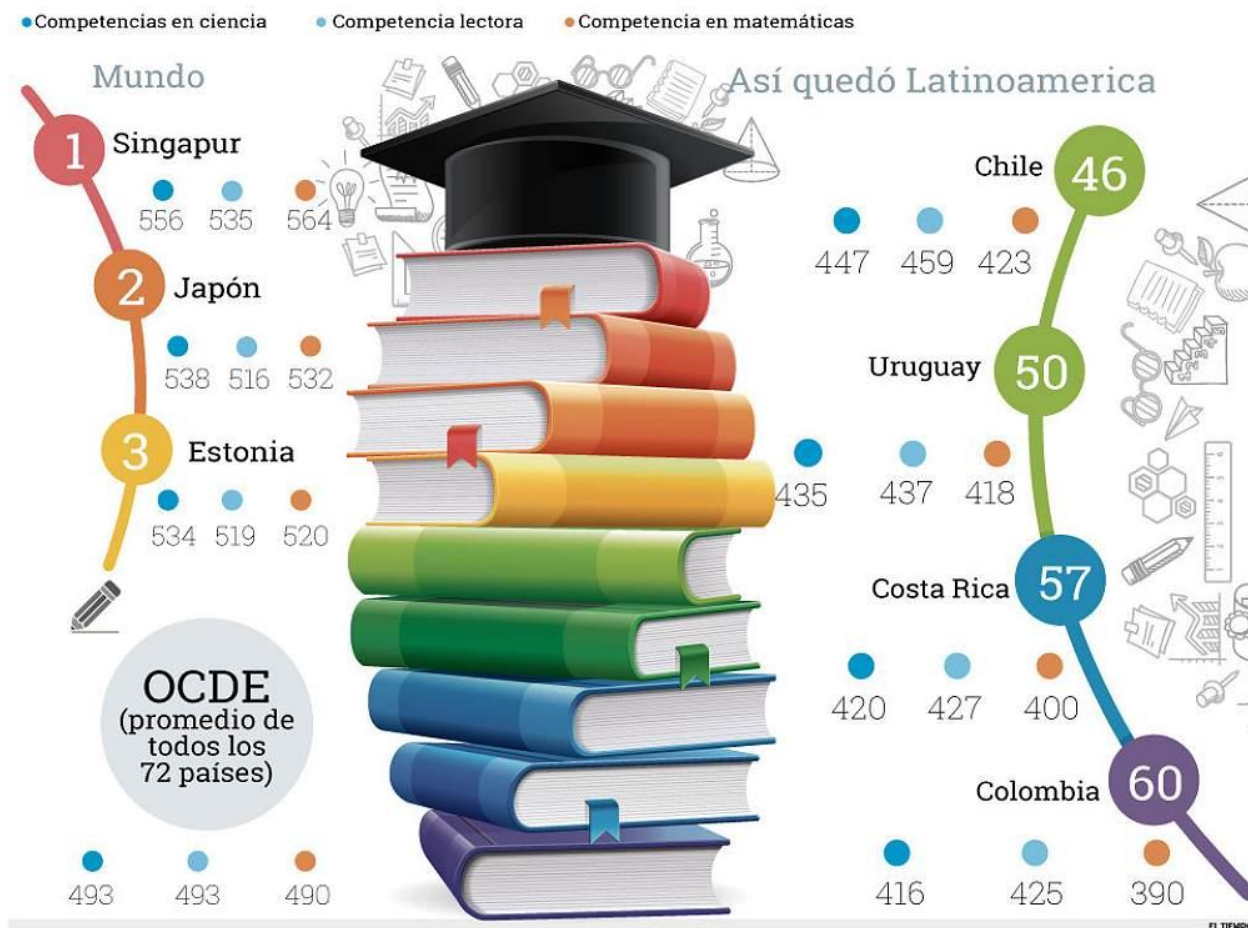 Competencias en ciencia
Competencia lectora
Competencia en matemáticas
Mundo
1
Singapur
556 535 564
2
Japón
538 516 532
3
Estonia
534 519 520
OCDE
(promedio de
todos los
72 países)
493 493 490
Así quedó Latinoamerica
Chile
46
447 459 423
Uruguay
50
435 437 418
Costa Rica
57
420 427 400
Colombia
60
416 425 390
EL TIEMPO